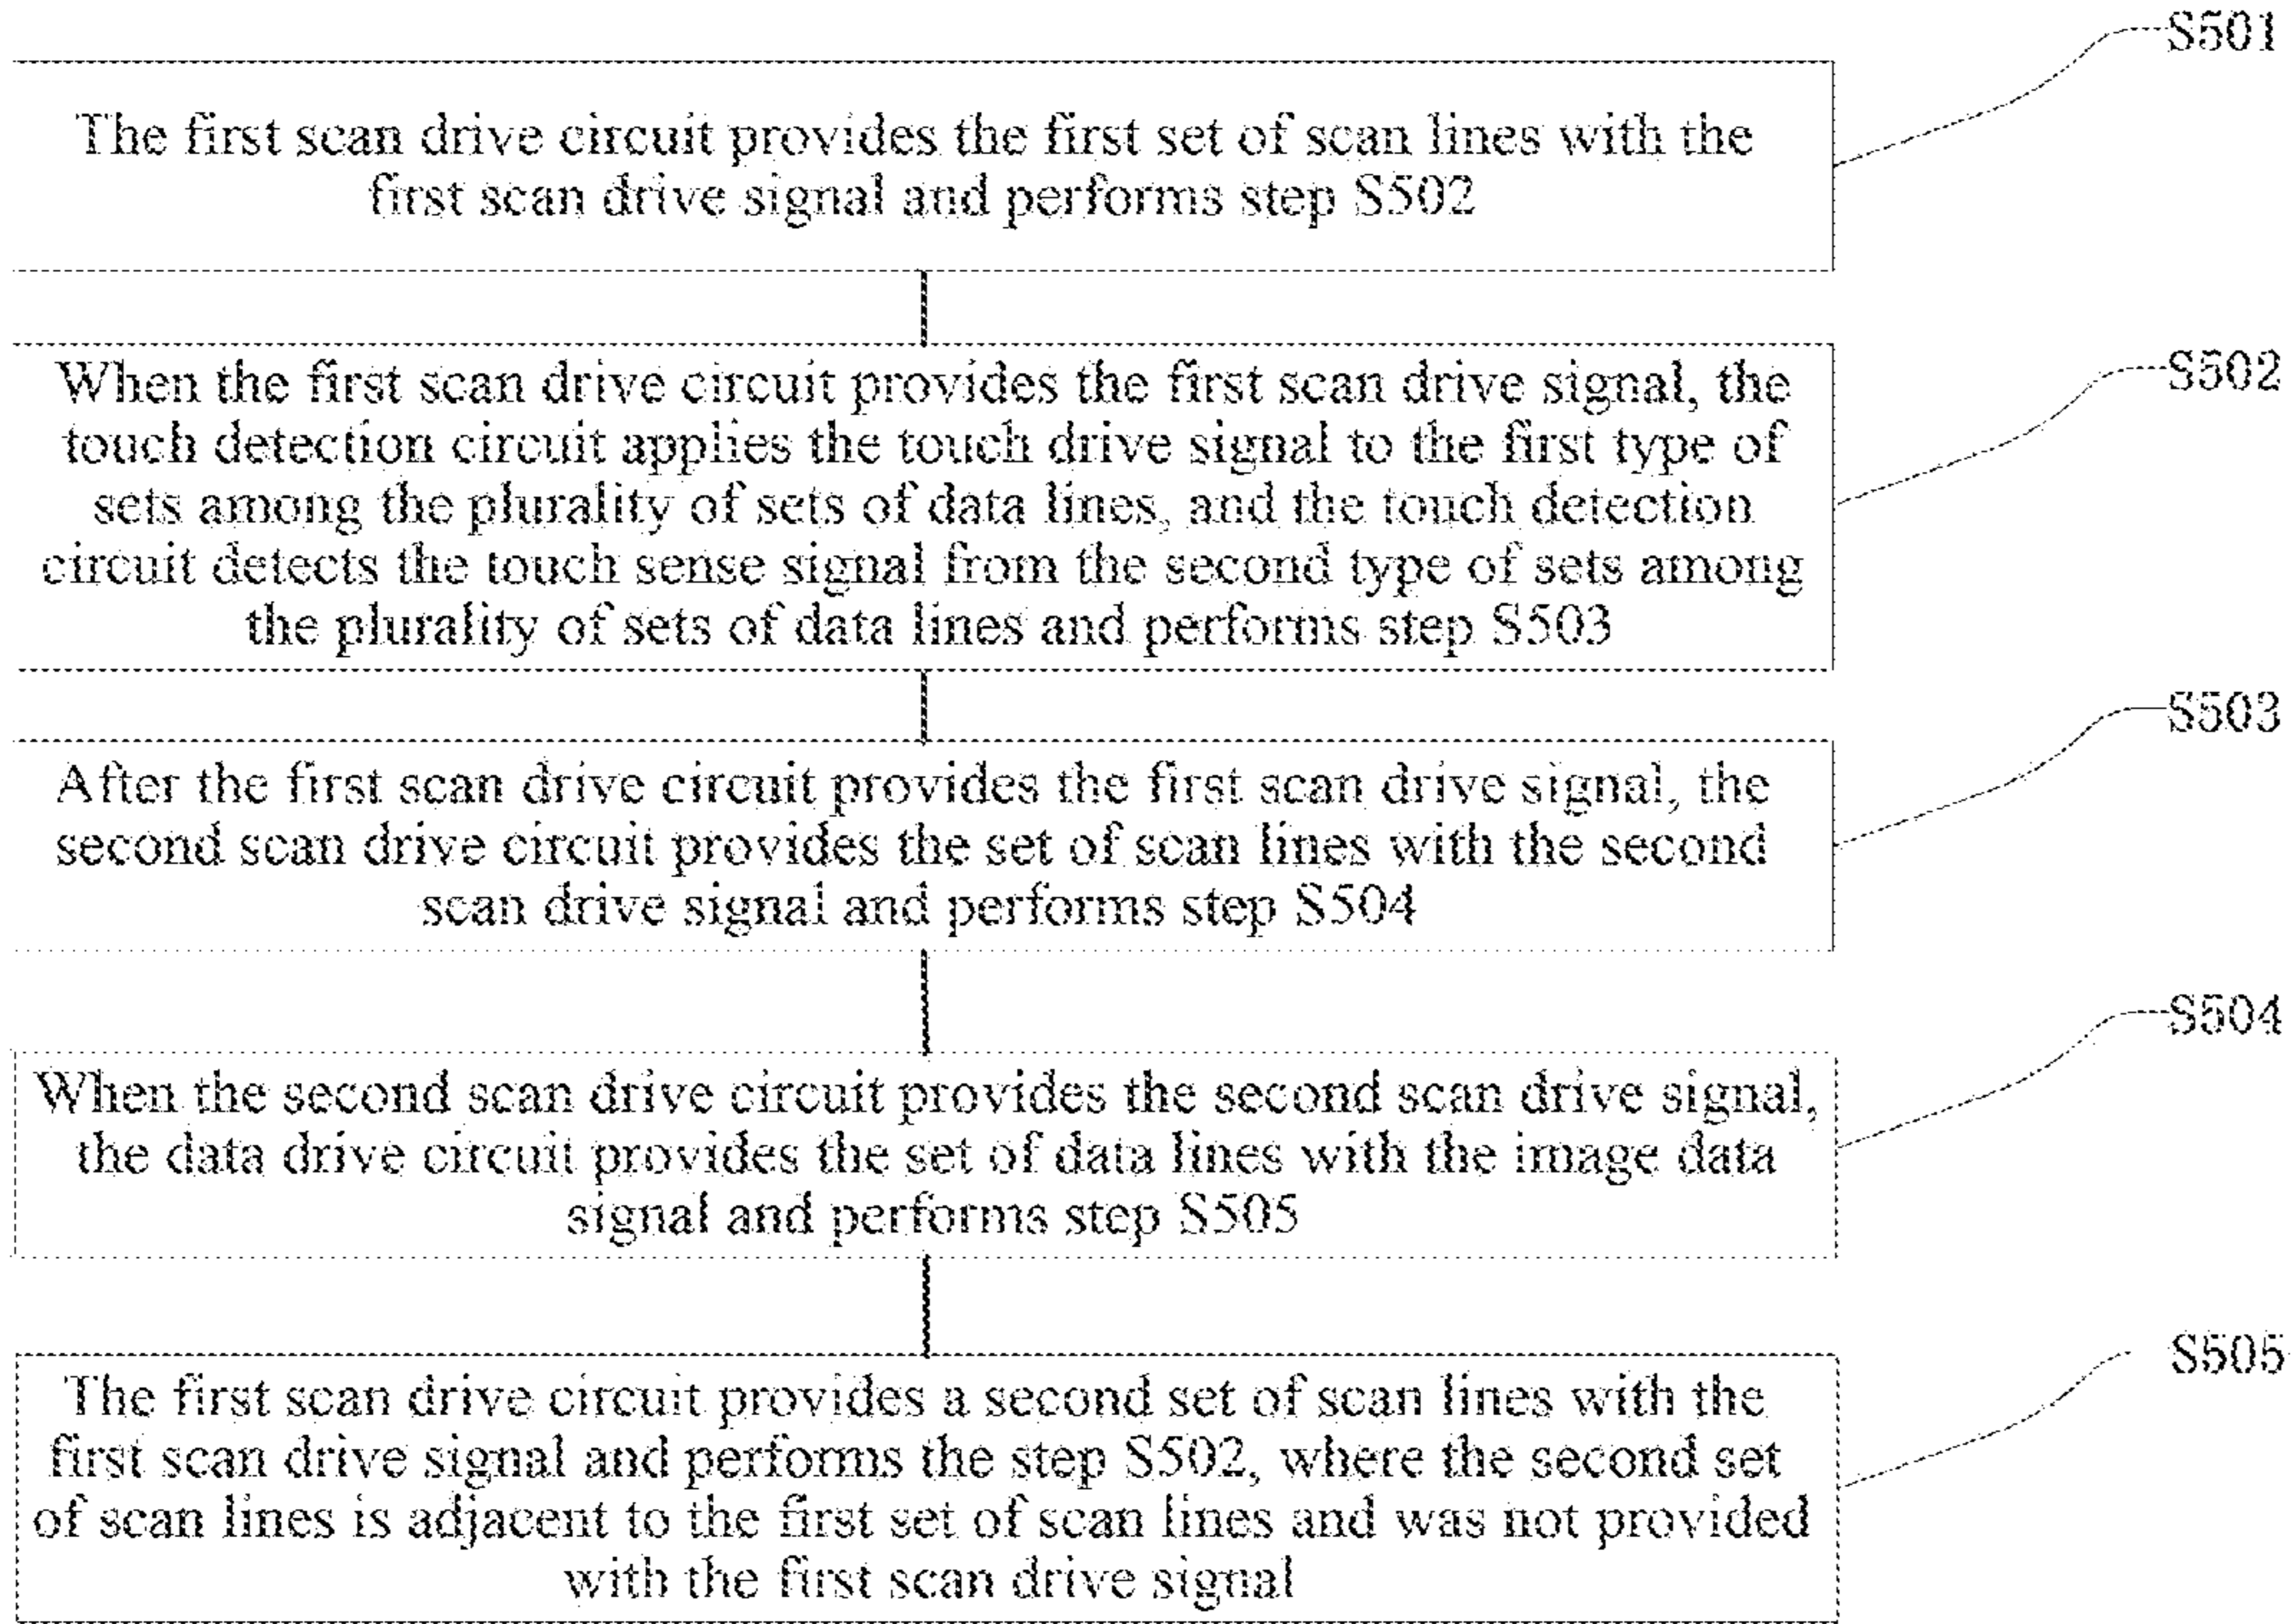 S501
The first scan drive circuit provides the first set of scan lines with the
first scan drive signal and performs step S502
S502
When the first scan drive circuit provides the first scan drive signal, the
touch detection circuit applies the touch drive signal to the first type of
sets among the plurality of sets of data lines, and the touch detection
circuit detects the touch sense signal from the second type of sets among
the plurality of sets of data lines and performs step S503
S503
After the first scan drive circuit provides the first scan drive signal, the
second scan drive circuit provides the set of scan lines with the second
scan drive signal and performs step S504
S504
When the second scan drive circuit provides the second scan drive signal,
the data drive circuit provides the set of data lines with the image data
signal and performs step S505
S505
The first scan drive circuit provides a second set of scan lines with the
first scan drive signal and performs the step S502, where the second set
of scan lines is adjacent to the first set of scan lines and was not provided
with the first scan drive signal